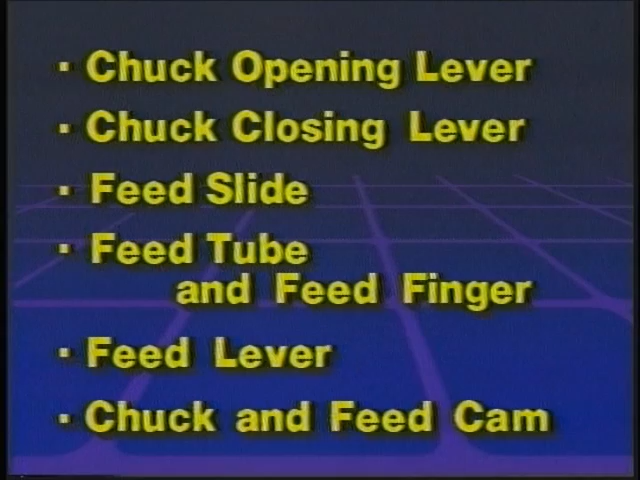 · Chuck Opening Lever
· Chuck Closing Lever
· Feed Slide
· Feed Tube
and Feed Finger
· Feed Lever
· Chuck and Feed Cam